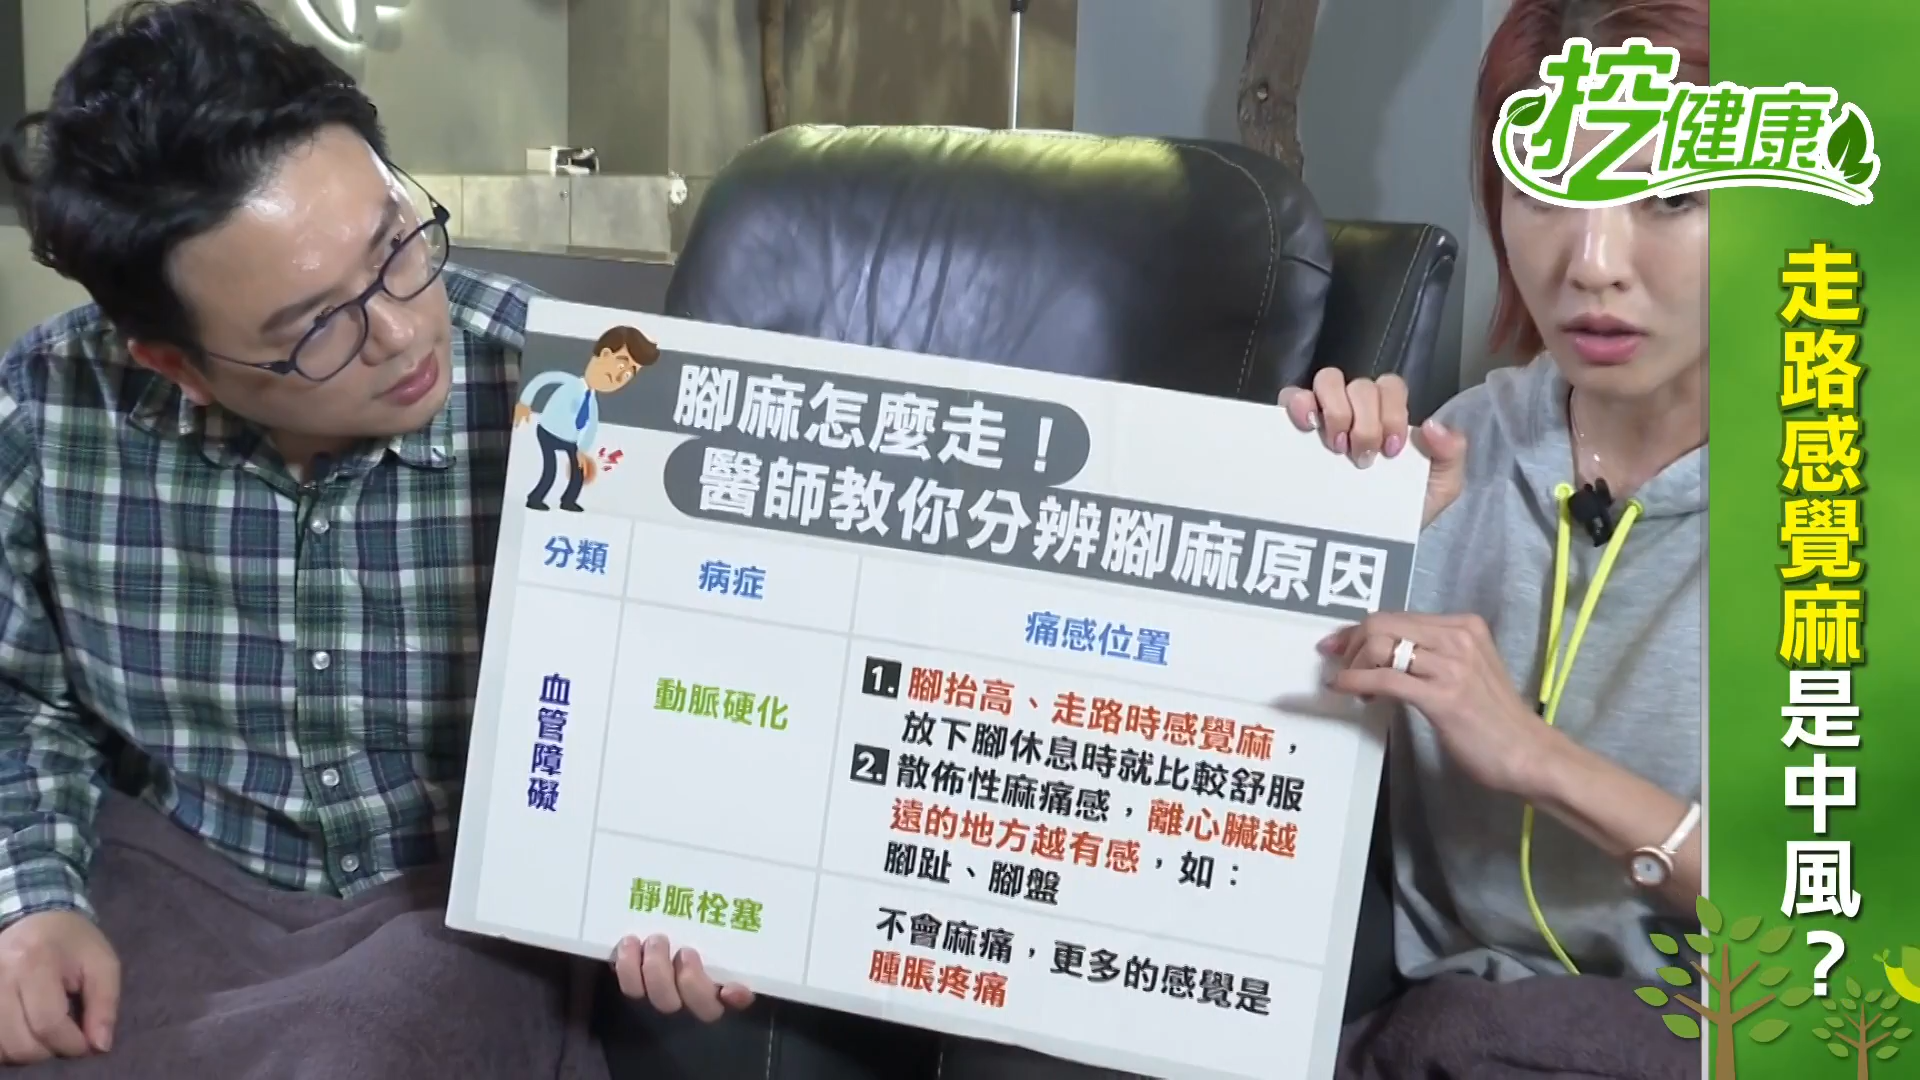 挖健康
走路感覺麻是中風?
腳麻怎麼走!
醫師教你分辨腳麻原因
分類
病症
痛感位置
血管障礙
動脈硬化
1. 腳抬高、走路時感覺麻,
放下腳休息時就比較舒服
2. 散佈性麻痛感,離心臟越
遠的地方越有感,如:
腳趾、腳盤
靜脈栓塞
不會麻痛,更多的感覺是
腫脹疼痛